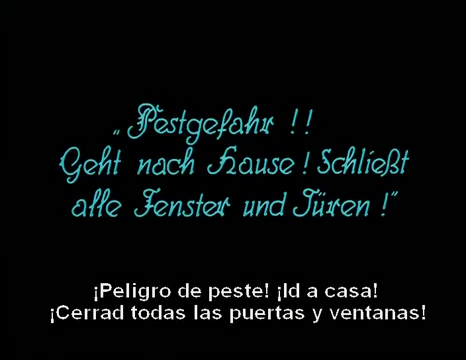 „Pestgefahr !!
Geht nach Hause ! Schließt
alle Fenster und Türen !“
¡Peligro de peste! ¡Id a casa!
¡Cerrad todas las puertas y ventanas!